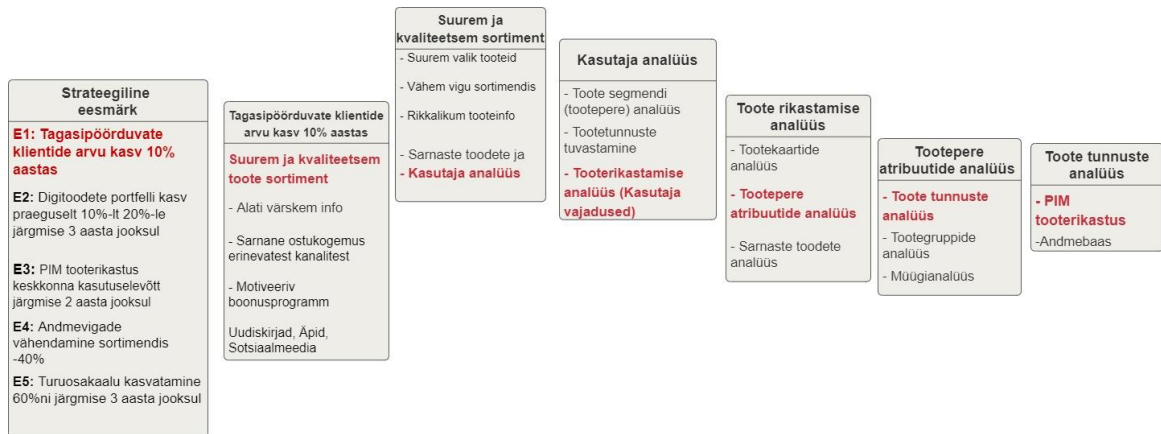 Strateegiline
eesmärk
E1: Tagasipöörduvate
klientide arvu kasv 10%
aastas
E2: Digitoodete portfelli kasv
praeguselt 10%-lt 20%-le
järgmise 3 aasta jooksul
E3: PIM tooterikastus
keskkonna kasutuselevõtt
järgmise 2 aasta jooksul
E4: Andmevigade
vähendamine sortimendis
-40%
E5: Turuosakaalu kasvatamine
60%ni järgmise 3 aasta jooksul
Tagasipöörduvate klientide
arvu kasv 10% aastas
Suurem ja kvaliteetsem
toote sortiment
- Alati värskem info
- Sarnane ostukogemus
erinevatest kanalitest
- Motiveeriv
boonusprogramm
Uudiskirjad, Äpid,
Sotsiaalmeedia
Suurem ja
kvaliteetsem sortiment
- Suurem valik tooteid
- Vähem vigu sortimendis
- Rikkalikum tooteinfo
- Sarnaste toodete ja
- Kasutaja analüüs
Kasutaja analüüs
- Toote segmendi
(tootepere) analüüs
- Tootetunnuste
tuvastamine
- Tooterikastamise
analüüs (Kasutaja
vajadused)
Toote rikastamise
analüüs
- Tootekaartide
analüüs
- Tootepere
atribuutide analüüs
- Sarnaste toodete
analüüs
Tootepere
atribuutide analüüs
- Toote tunnuste
analüüs
- Tootegruppide
analüüs
- Müügianalüüs
Toote tunnuste
analüüs
- PIM
tooterikastus
-Andmebaas